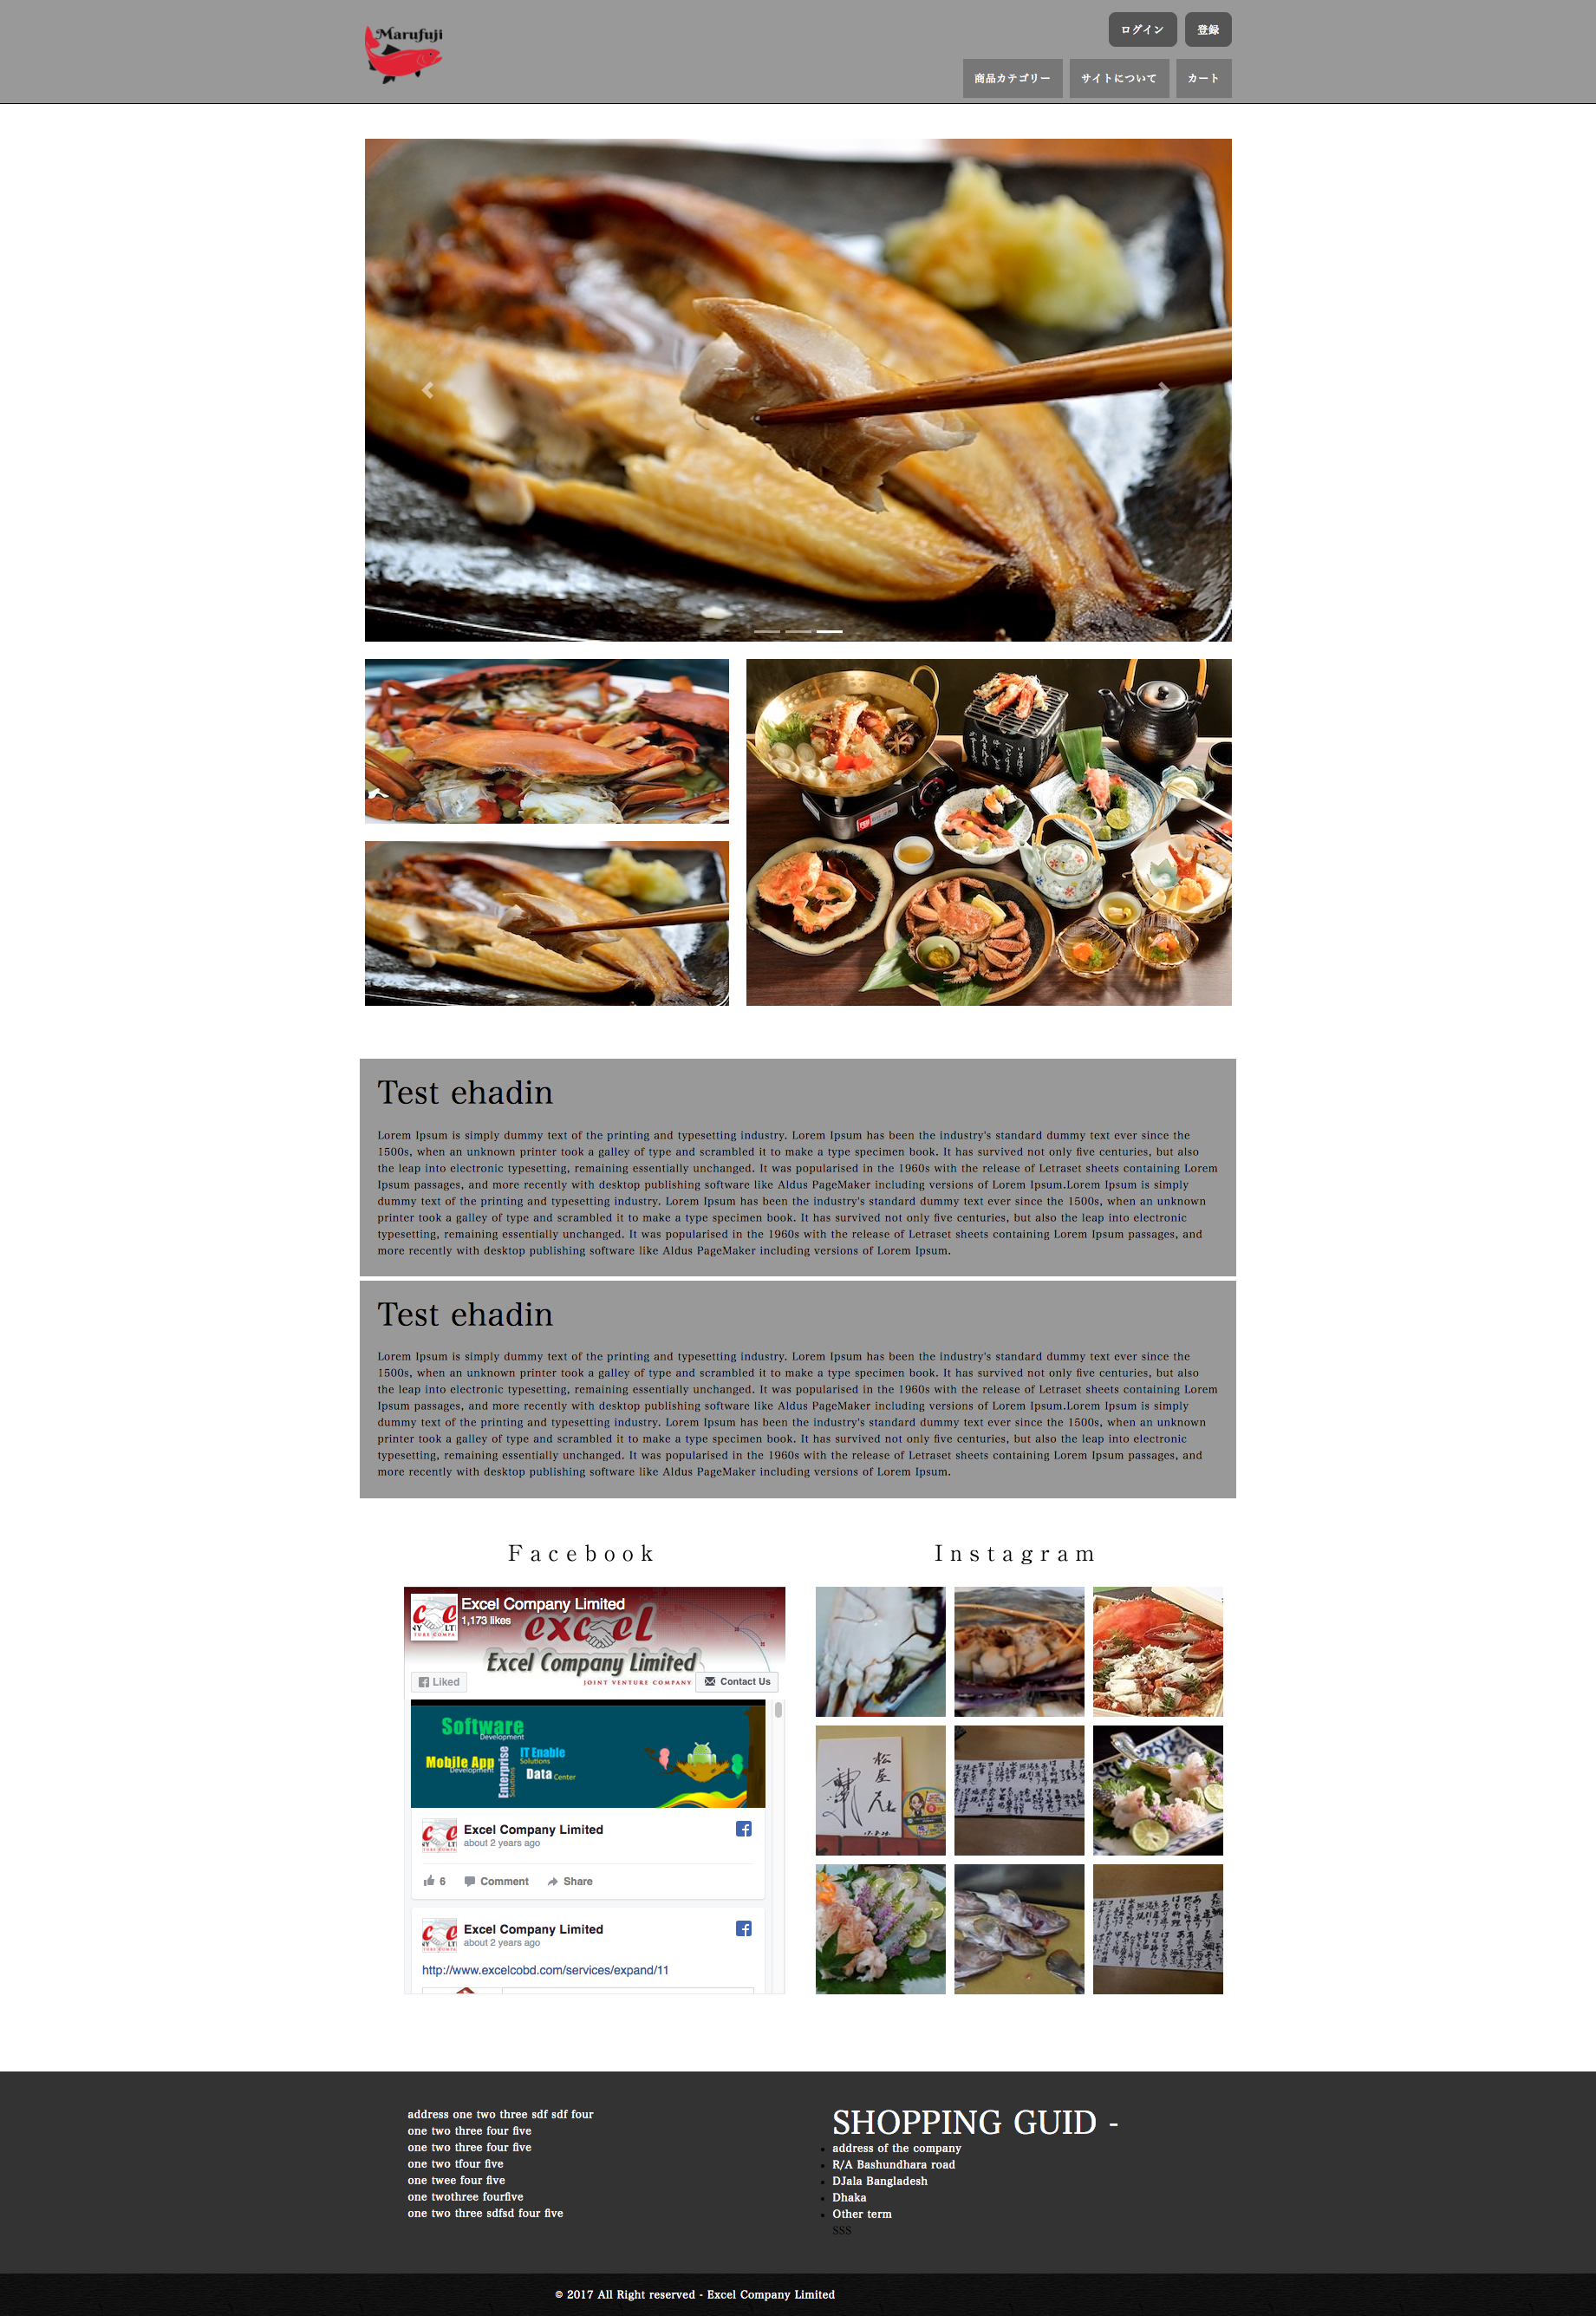 Marufuji
ログイン
登録
商品カテゴリー
サイトについて
カート
Test ehadin
Lorem Ipsum is simply dummy text of the printing and typesetting industry. Lorem Ipsum has been the industry's standard dummy text ever since the
1500s, when an unknown printer took a galley of type and scrambled it to make a type specimen book. It has survived not only five centuries, but also
the leap into electronic typesetting, remaining essentially unchanged. It was popularised in the 1960s with the release of Letraset sheets containing Lorem
Ipsum passages, and more recently with desktop publishing software like Aldus PageMaker including versions of Lorem Ipsum.Lorem Ipsum is simply
dummy text of the printing and typesetting industry. Lorem Ipsum has been the industry's standard dummy text ever since the 1500s, when an unknown
printer took a galley of type and scrambled it to make a type specimen book. It has survived not only five centuries, but also the leap into electronic
typesetting, remaining essentially unchanged. It was popularised in the 1960s with the release of Letraset sheets containing Lorem Ipsum passages, and
more recently with desktop publishing software like Aldus PageMaker including versions of Lorem Ipsum.
Test ehadin
Lorem Ipsum is simply dummy text of the printing and typesetting industry. Lorem Ipsum has been the industry's standard dummy text ever since the
1500s, when an unknown printer took a galley of type and scrambled it to make a type specimen book. It has survived not only five centuries, but also
the leap into electronic typesetting, remaining essentially unchanged. It was popularised in the 1960s with the release of Letraset sheets containing Lorem
Ipsum passages, and more recently with desktop publishing software like Aldus PageMaker including versions of Lorem Ipsum.Lorem Ipsum is simply
dummy text of the printing and typesetting industry. Lorem Ipsum has been the industry's standard dummy text ever since the 1500s, when an unknown
printer took a galley of type and scrambled it to make a type specimen book. It has survived not only five centuries, but also the leap into electronic
typesetting, remaining essentially unchanged. It was popularised in the 1960s with the release of Letraset sheets containing Lorem Ipsum passages, and
more recently with desktop publishing software like Aldus PageMaker including versions of Lorem Ipsum.
Facebook
Excel Company Limited
1,173 likes
excel
Excel Company Limited
JOINT VENTURE COMPANY
Liked
Contact Us
Software
Development
Mobile App
Development
Enterprise
Solutions
IT Enable
Solutions
Data Center
Excel Company Limited
about 2 years ago
6 Comment Share
Excel Company Limited
about 2 years ago
http://www.excelcobd.com/services/expand/11
Instagram
松屋さん
address one two three sdf sdf four
one two three four five
one two three four five
one two tfour five
one twee four five
one twothree fourfive
one two three sdfsd four five
SHOPPING GUID -
address of the company
R/A Bashundhara road
DJala Bangladesh
Dhaka
Other term
SSS
© 2017 All Right reserved - Excel Company Limited